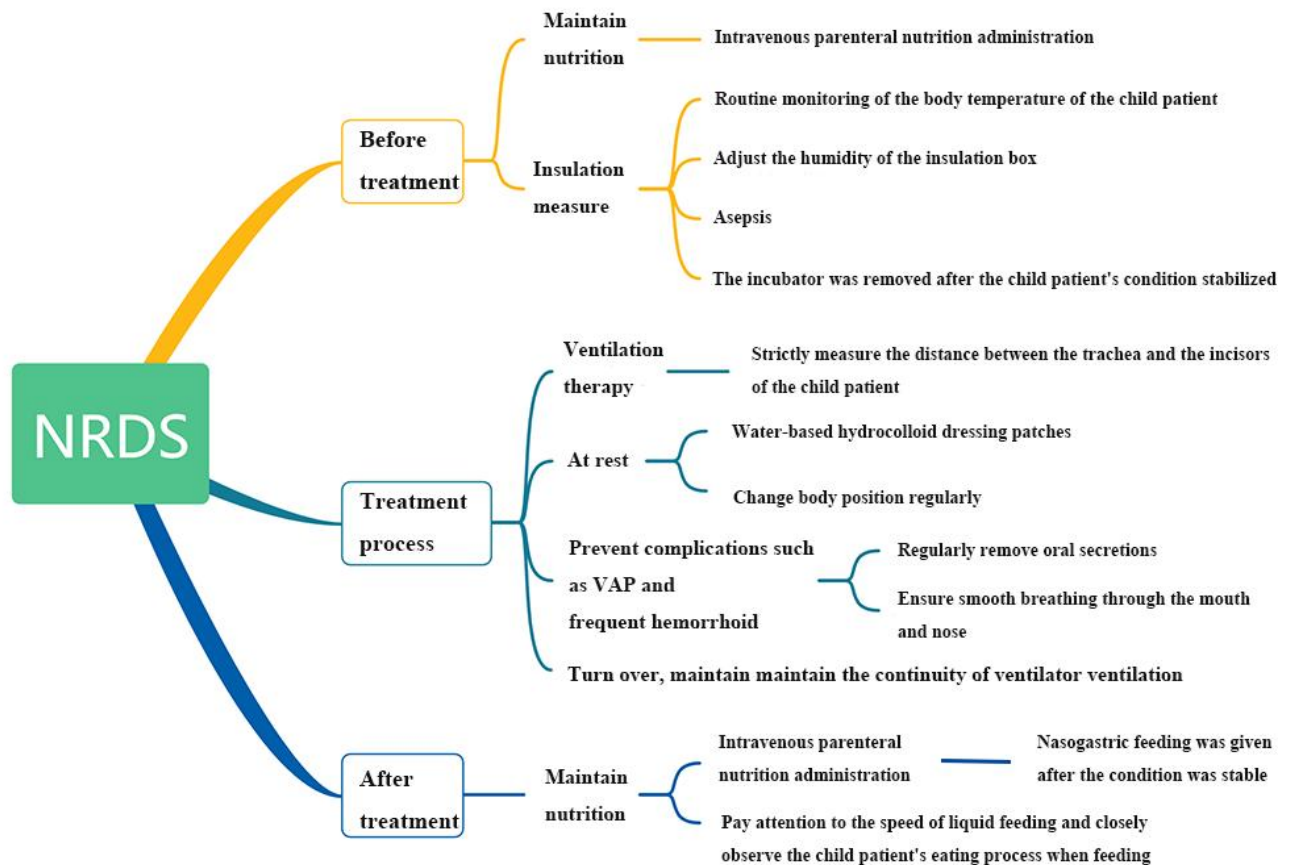 NRDS
Before
treatment
Maintain
nutrition
Intravenous parenteral nutrition administration
Insulation
measure
Routine monitoring of the body temperature of the child patient
Adjust the humidity of the insulation box
Asepsis
The incubator was removed after the child patient's condition stabilized
Treatment
process
Ventilation
therapy
Strictly measure the distance between the trachea and the incisors
of the child patient
At rest
Water-based hydrocolloid dressing patches
Change body position regularly
Prevent complications such
as VAP and
frequent hemorrhoid
Regularly remove oral secretions
Ensure smooth breathing through the mouth
and nose
Turn over, maintain maintain the continuity of ventilator ventilation
After
treatment
Maintain
nutrition
Intravenous parenteral
nutrition administration
Nasogastric feeding was given
after the condition was stable
Pay attention to the speed of liquid feeding and closely
observe the child patient's eating process when feeding